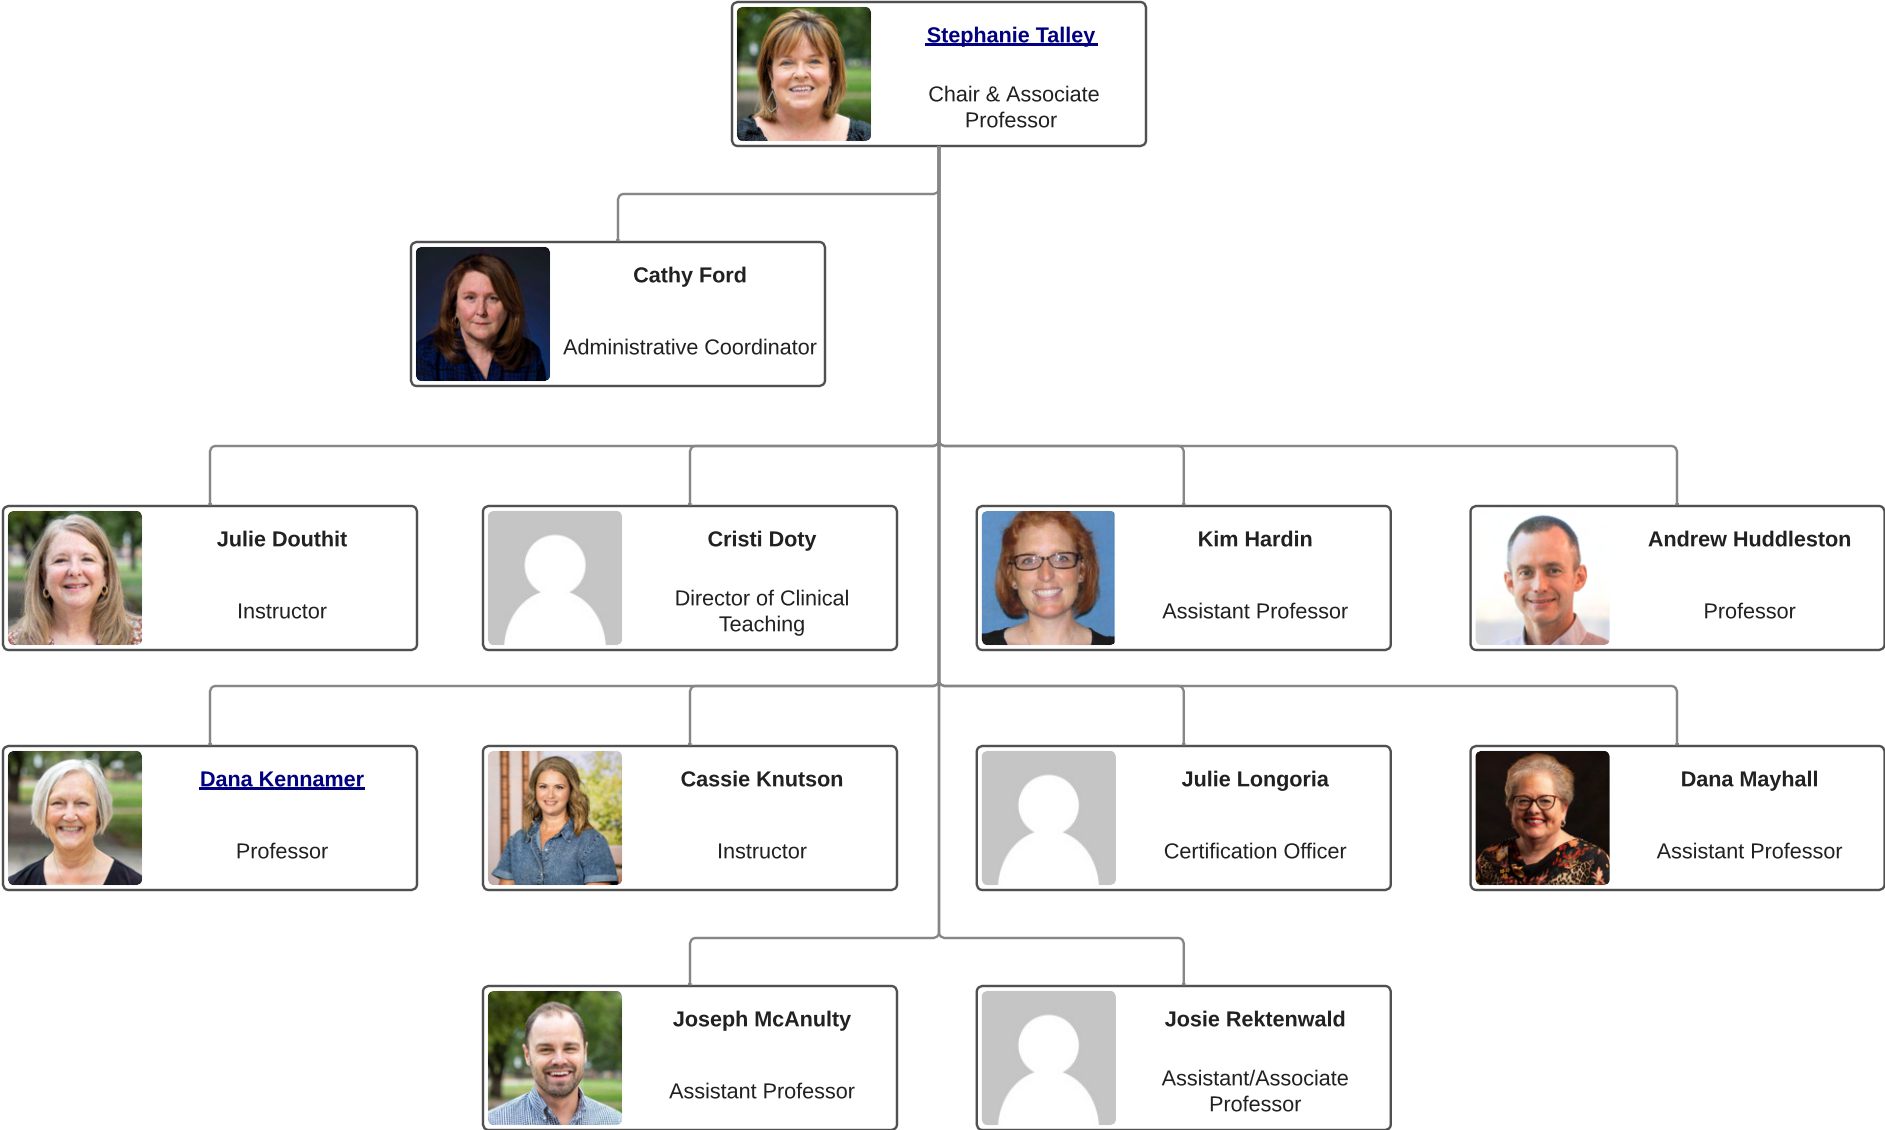 Stephanie Talley
Chair & Associate
Professor
Cathy Ford
Administrative Coordinator
Julie Douthit
Instructor
Cristi Doty
Director of Clinical
Teaching
Kim Hardin
Assistant Professor
Andrew Huddleston
Professor
Dana Kennamer
Professor
Cassie Knutson
Instructor
Julie Longoria
Certification Officer
Dana Mayhall
Assistant Professor
Joseph McAnulty
Assistant Professor
Josie Rektenwald
Assistant/Associate
Professor